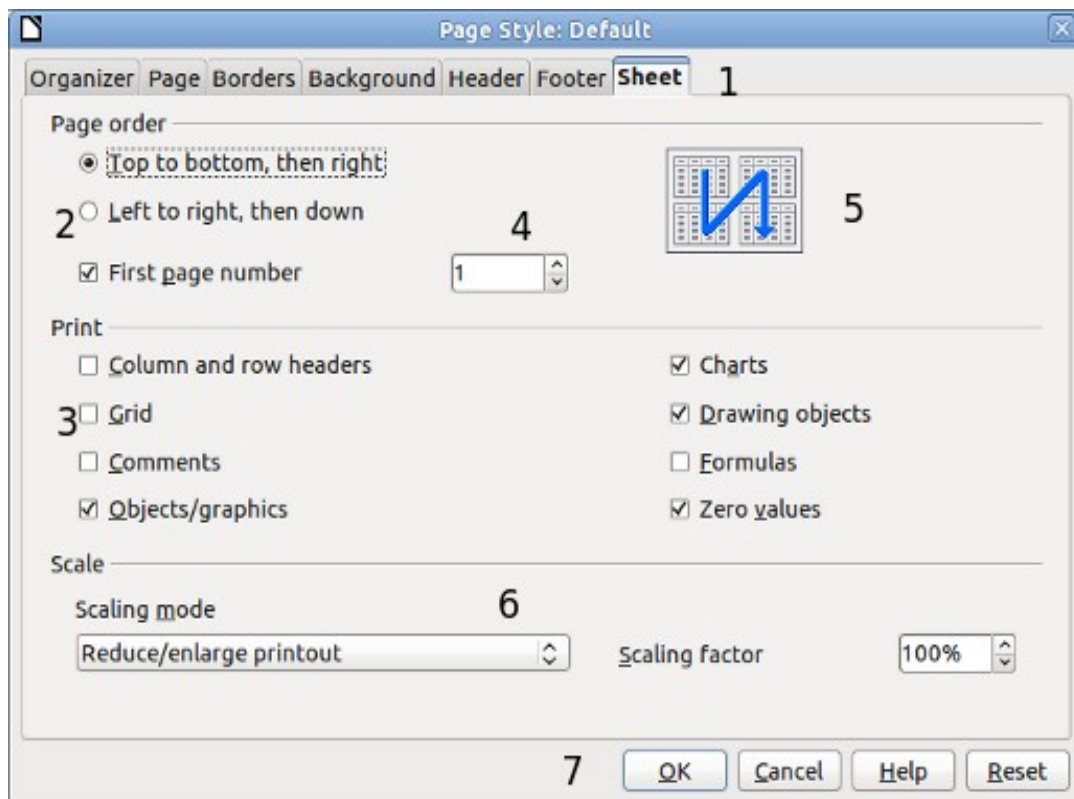 Page Style: Default
Organizer Page Borders Background Header Footer Sheet 1
Page order
Top to bottom, then right
2 Left to right, then down 4 5
First page number 1
Print
Column and row headers Charts
3 Grid Drawing objects
Comments Formulas
Objects/graphics Zero values
Scale
Scaling mode 6
Reduce/enlarge printout Scaling factor 100%
7 OK Cancel Help Reset